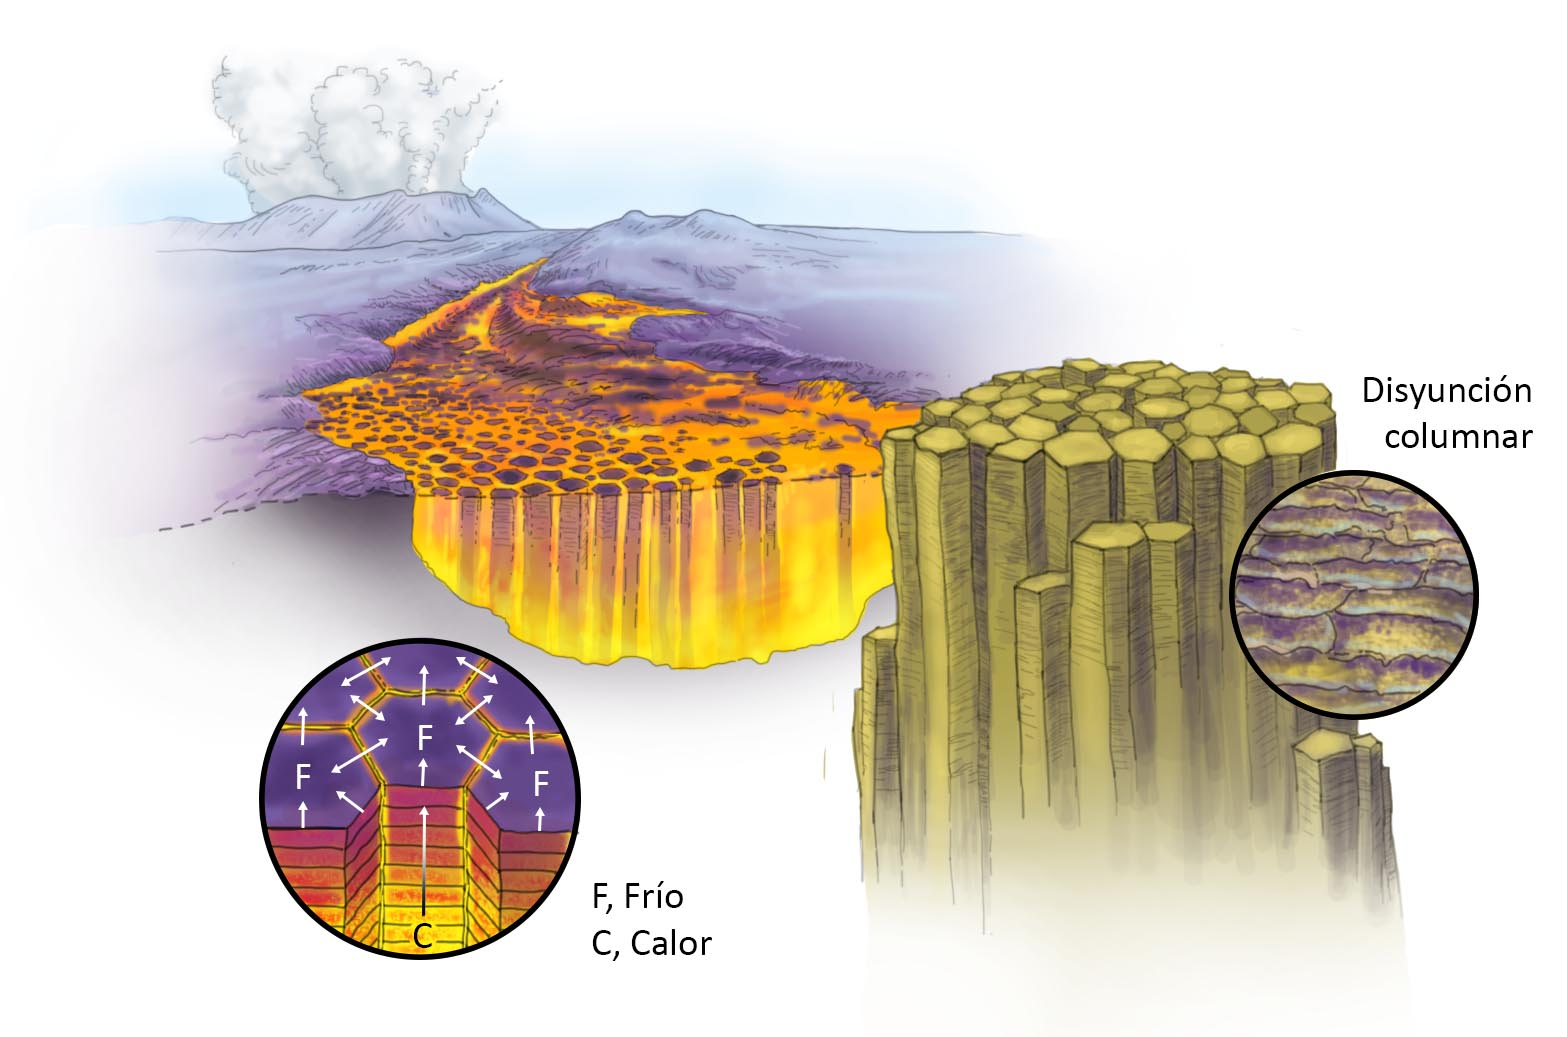 Disyunción
columnar
F
F
F
C
F, Frío
C, Calor